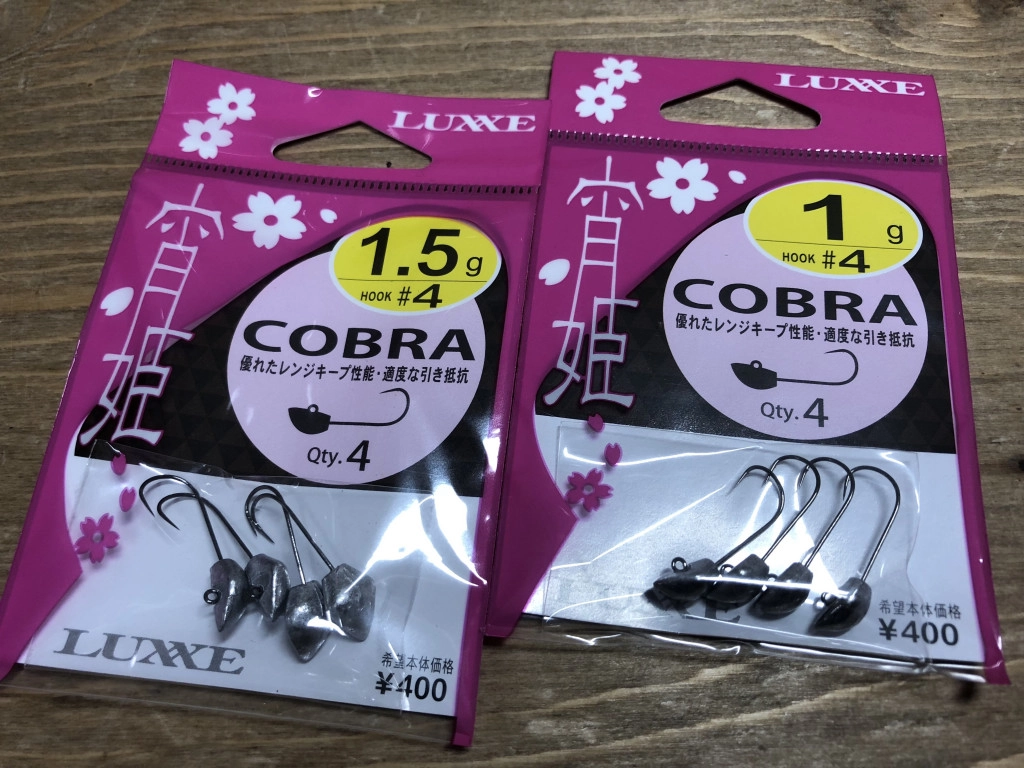 LUXXE
宵姫
1.5g
HOOK #4
COBRA
優れたレンジキープ性能・適度な引き抵抗
Qty.4
LUXXE
希望本体価格
¥400
LUXXE
宵姫
1g
HOOK #4
COBRA
優れたレンジキープ性能・適度な引き抵抗
Qty.4
希望本体価格
¥400